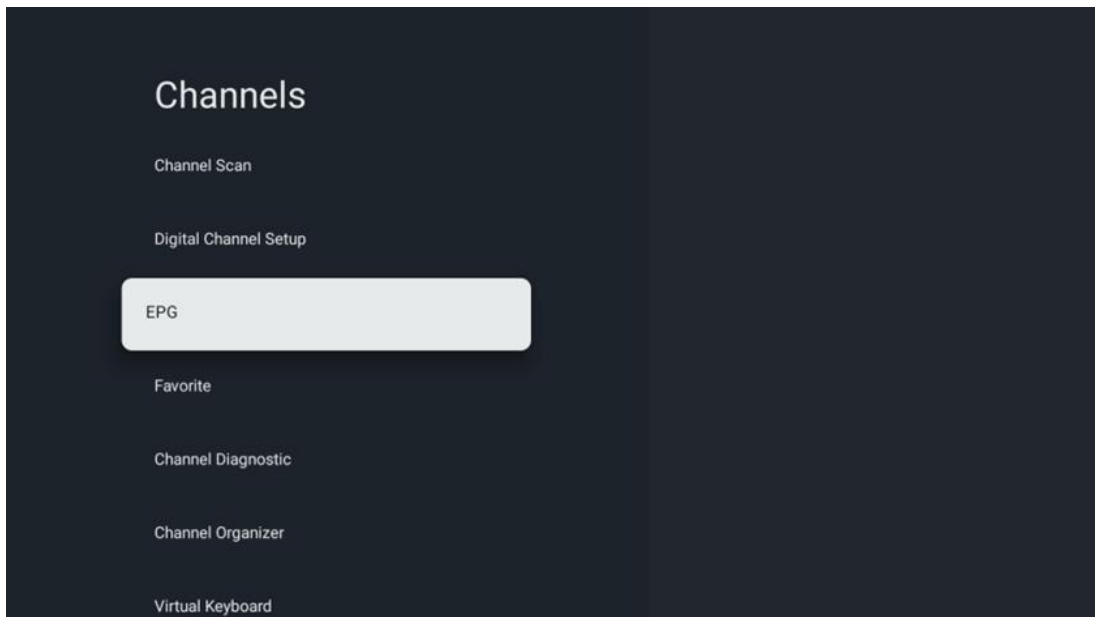 Channels
Channel Scan
Digital Channel Setup
EPG
Favorite
Channel Diagnostic
Channel Organizer
Virtual Keyboard